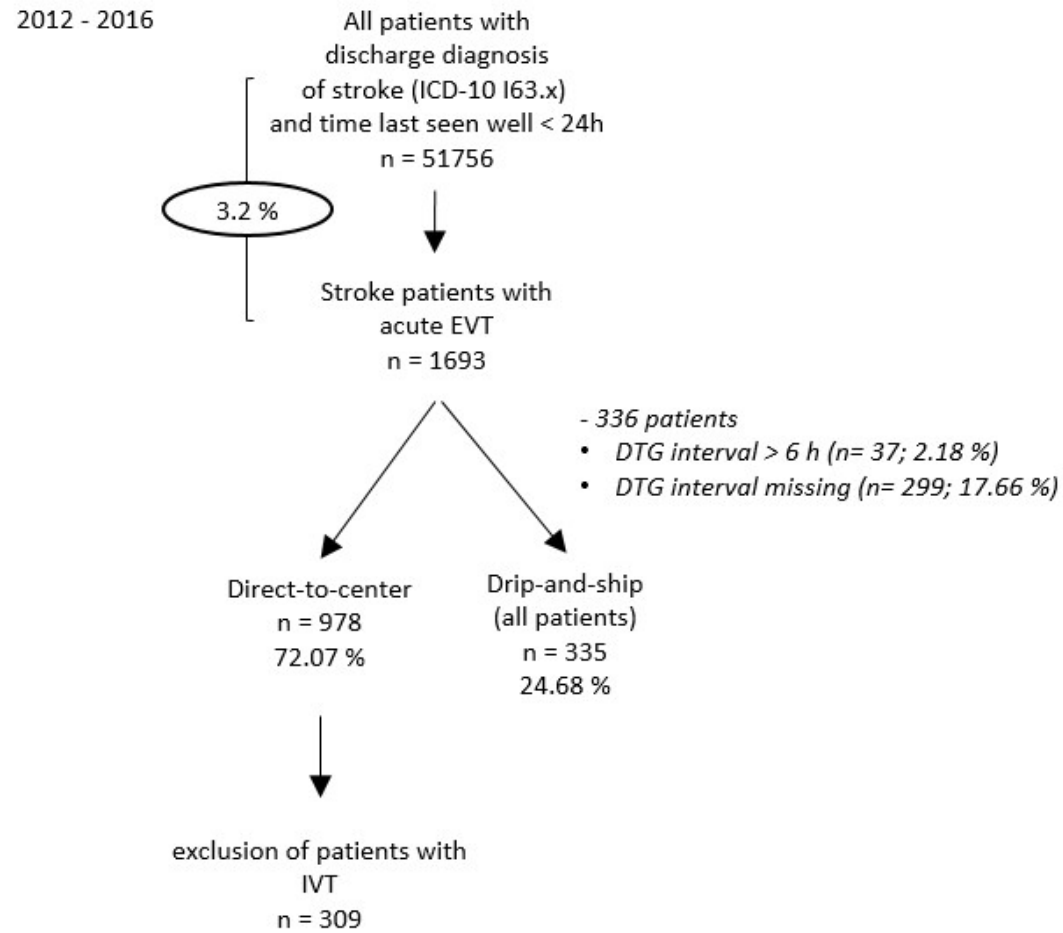 2012 - 2016
All patients with
discharge diagnosis
of stroke (ICD-10 I63.x)
and time last seen well < 24h
n = 51756
3.2 %
Stroke patients with
acute EVT
n = 1693
- 336 patients
• DTG interval > 6 h (n= 37; 2.18 %)
• DTG interval missing (n= 299; 17.66 %)
Direct-to-center
n = 978
72.07 %
Drip-and-ship
(all patients)
n = 335
24.68 %
exclusion of patients with
IVT
n = 309